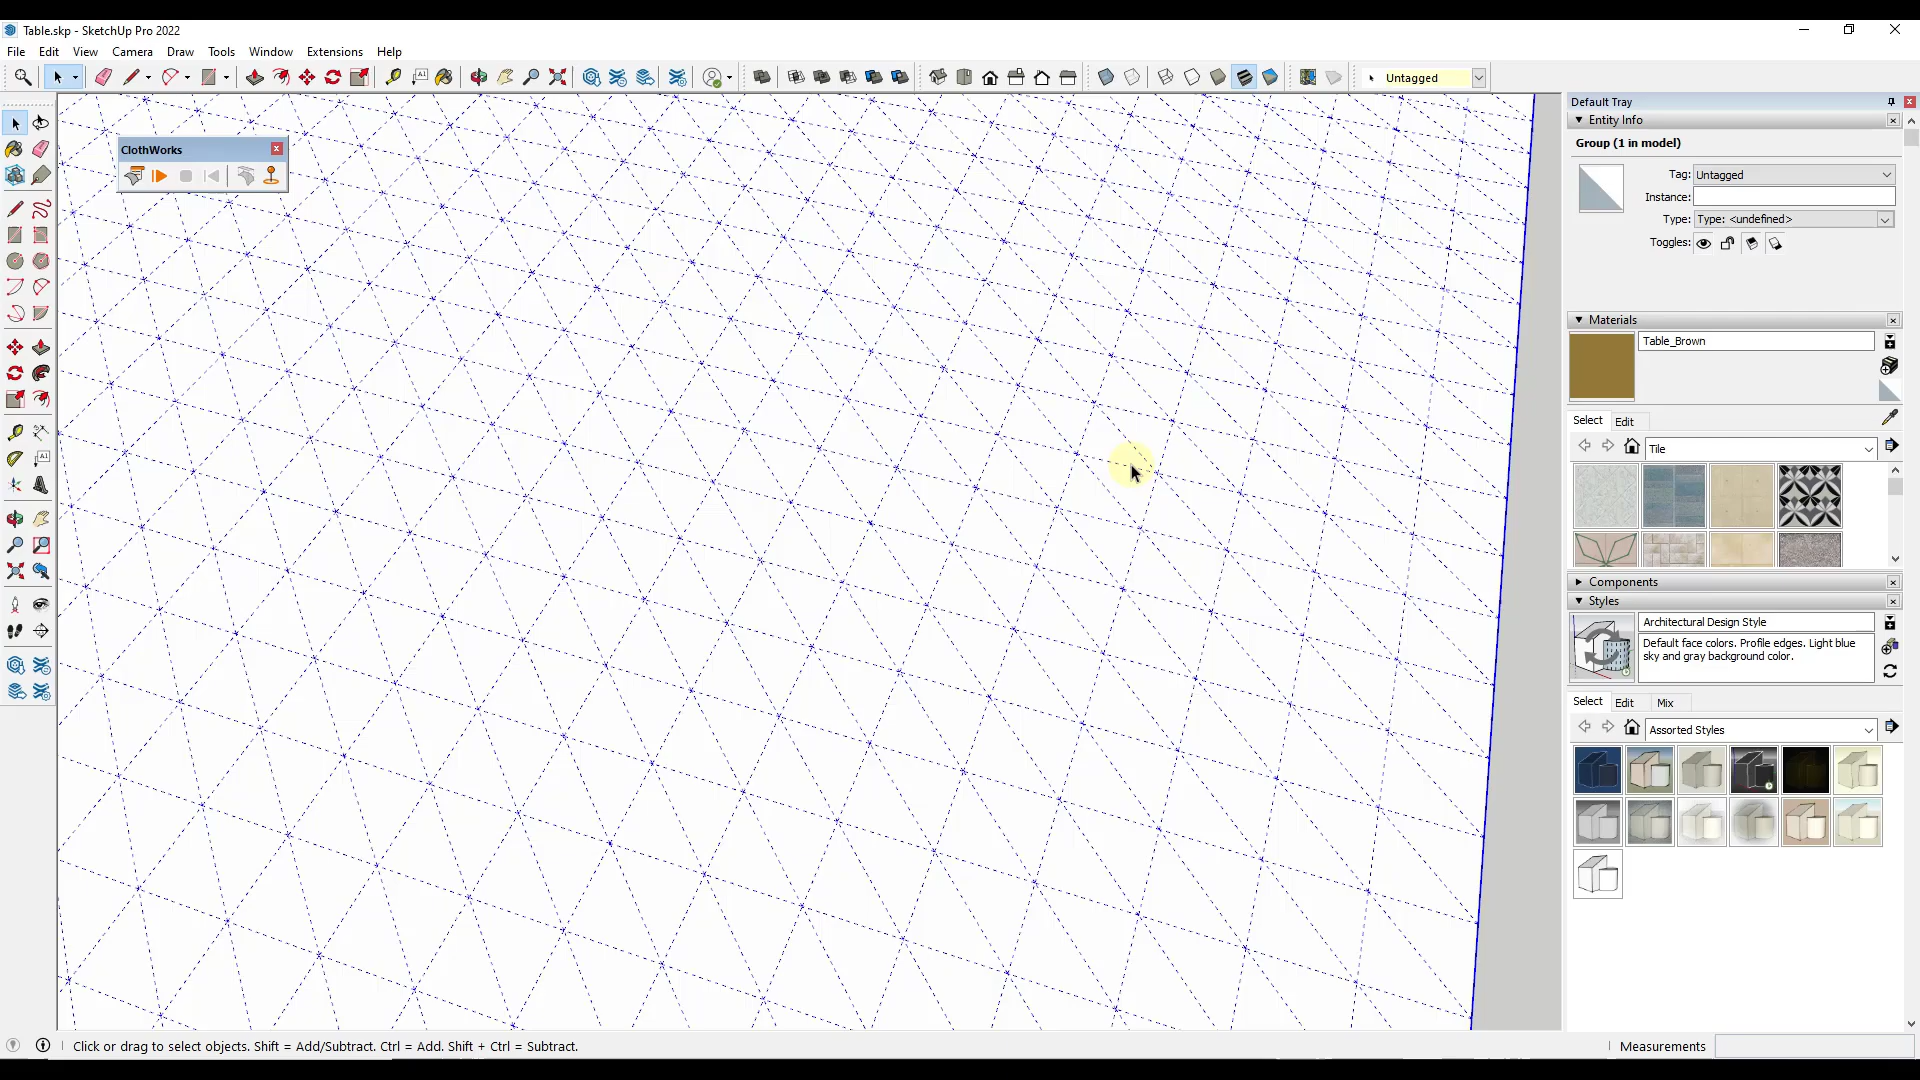 Table.skp - SketchUp Pro 2022
File Edit View Camera Draw Tools Window Extensions Help
Untagged
ClothWorks
Default Tray
Entity Info
Group (1 in model)
Tag: Untagged
Instance:
Type: Type: <undefined>
Toggles:
Materials
Table_Brown
Select Edit
Tile
Components
Styles
Architectural Design Style
Default face colors. Profile edges. Light blue
sky and gray background color.
Select Edit Mix
Assorted Styles
Click or drag to select objects. Shift = Add/Subtract. Ctrl = Add. Shift + Ctrl = Subtract.
Measurements